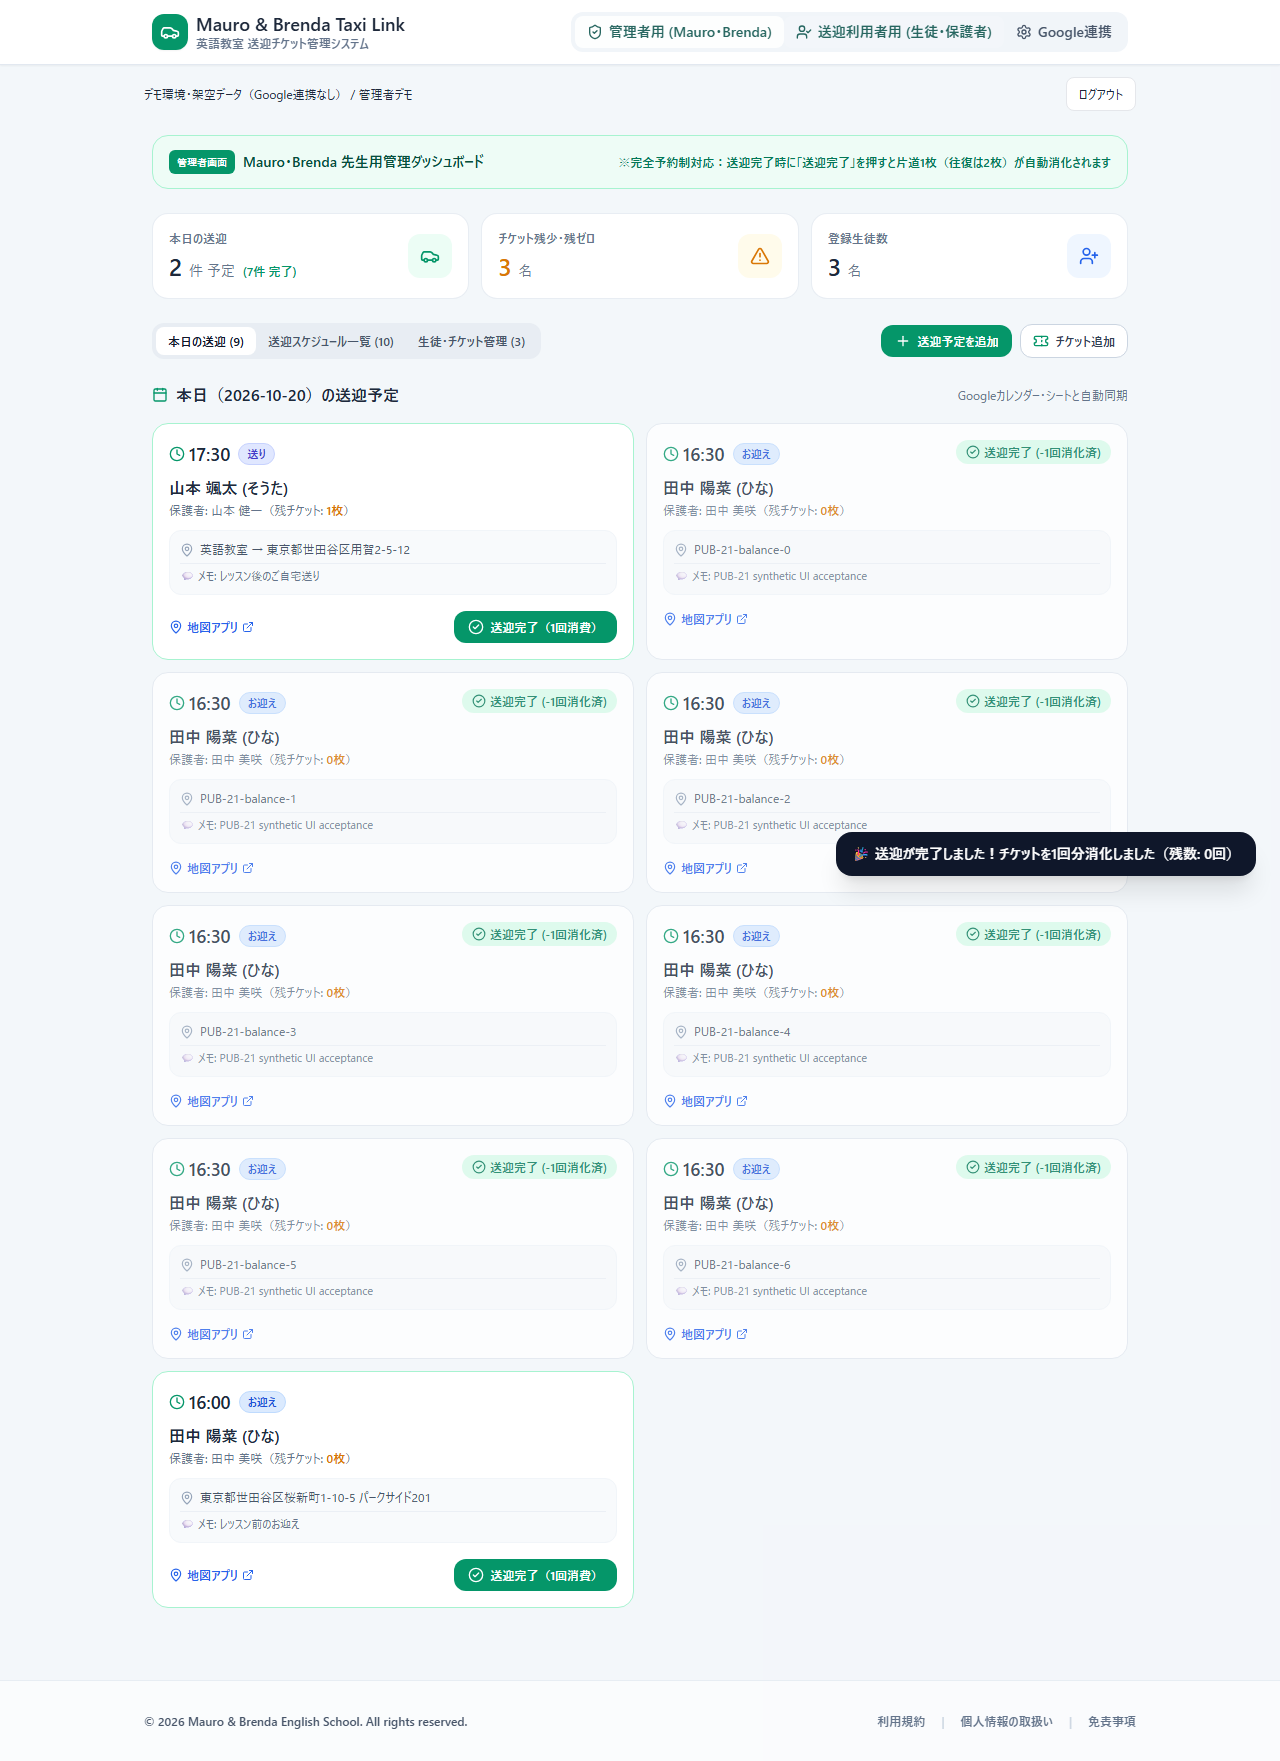 Mauro & Brenda Taxi Link
英語教室 送迎チケット管理システム
管理者用 (Mauro・Brenda)
送迎利用者用 (生徒・保護者)
Google連携
デモ環境・架空データ（Google連携なし） / 管理者デモ
ログアウト
管理者画面
Mauro・Brenda 先生用管理ダッシュボード
※完全予約制対応：送迎完了時に「送迎完了」を押すと片道1枚（往復は2枚）が自動消化されます
本日の送迎
2 件 予定 (7件 完了)
チケット残少・残ゼロ
3 名
登録生徒数
3 名
本日の送迎 (9)
送迎スケジュール一覧 (10)
生徒・チケット管理 (3)
送迎予定を追加
チケット追加
本日（2026-10-20）の送迎予定
Googleカレンダー・シートと自動同期
17:30 送り
山本 颯太 (そうた)
保護者: 山本 健一（残チケット: 1枚）
英語教室 → 東京都世田谷区用賀2-5-12
メモ: レッスン後のご自宅送り
地図アプリ
送迎完了（1回消費）
16:30 お迎え
送迎完了 (-1回消化済)
田中 陽菜 (ひな)
保護者: 田中 美咲（残チケット: 0枚）
PUB-21-balance-0
メモ: PUB-21 synthetic UI acceptance
地図アプリ
16:30 お迎え
送迎完了 (-1回消化済)
田中 陽菜 (ひな)
保護者: 田中 美咲（残チケット: 0枚）
PUB-21-balance-1
メモ: PUB-21 synthetic UI acceptance
地図アプリ
16:30 お迎え
送迎完了 (-1回消化済)
田中 陽菜 (ひな)
保護者: 田中 美咲（残チケット: 0枚）
PUB-21-balance-2
メモ: PUB-21 synthetic UI acceptance
地図アプリ
🎉 送迎が完了しました！チケットを1回分消化しました（残数: 0回）
16:30 お迎え
送迎完了 (-1回消化済)
田中 陽菜 (ひな)
保護者: 田中 美咲（残チケット: 0枚）
PUB-21-balance-3
メモ: PUB-21 synthetic UI acceptance
地図アプリ
16:30 お迎え
送迎完了 (-1回消化済)
田中 陽菜 (ひな)
保護者: 田中 美咲（残チケット: 0枚）
PUB-21-balance-4
メモ: PUB-21 synthetic UI acceptance
地図アプリ
16:30 お迎え
送迎完了 (-1回消化済)
田中 陽菜 (ひな)
保護者: 田中 美咲（残チケット: 0枚）
PUB-21-balance-5
メモ: PUB-21 synthetic UI acceptance
地図アプリ
16:30 お迎え
送迎完了 (-1回消化済)
田中 陽菜 (ひな)
保護者: 田中 美咲（残チケット: 0枚）
PUB-21-balance-6
メモ: PUB-21 synthetic UI acceptance
地図アプリ
16:00 お迎え
田中 陽菜 (ひな)
保護者: 田中 美咲（残チケット: 0枚）
東京都世田谷区桜新町1-10-5 パークサイド201
メモ: レッスン前のお迎え
地図アプリ
送迎完了（1回消費）
© 2026 Mauro & Brenda English School. All rights reserved.
利用規約 | 個人情報の取扱い | 免責事項